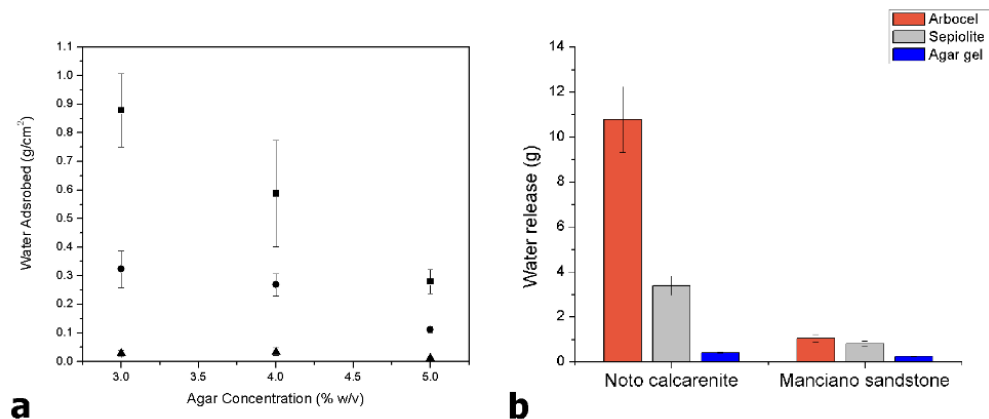 1.1
1.0
0.9
0.8
0.7
0.6
0.5
0.4
0.3
0.2
0.1
0.0
Water Adsrobed (g/cm²)
3.0 3.5 4.0 4.5 5.0
Agar Concentration (% w/v)
a
Arbocel
Sepiolite
Agar gel
14
12
10
8
6
4
2
0
Water release (g)
Noto calcarenite Manciano sandstone
b